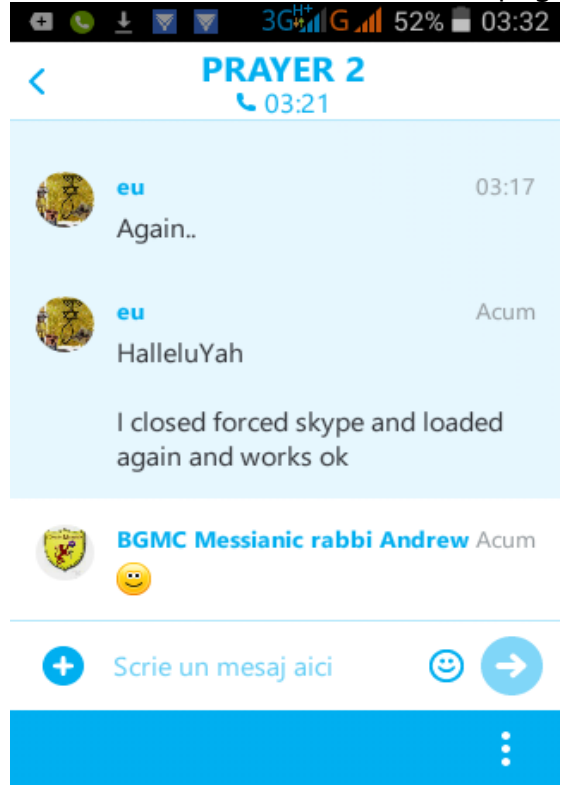 3G H+ G 52% 03:32
PRAYER 2
03:21
eu 03:17
Again..
eu Acum
HalleluYah
I closed forced skype and loaded
again and works ok
BGMC Messianic rabbi Andrew Acum
Scrie un mesaj aici